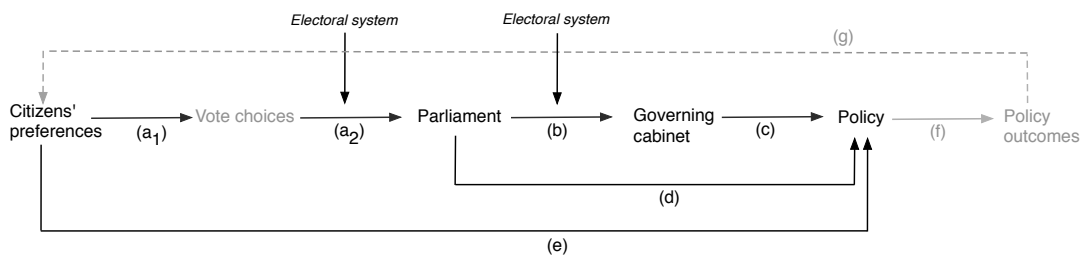 Electoral system
Electoral system
(g)
Citizens'
preferences
(a1)
Vote choices
(a2)
Parliament
(b)
Governing
cabinet
(c)
Policy
(f)
Policy
outcomes
(d)
(e)